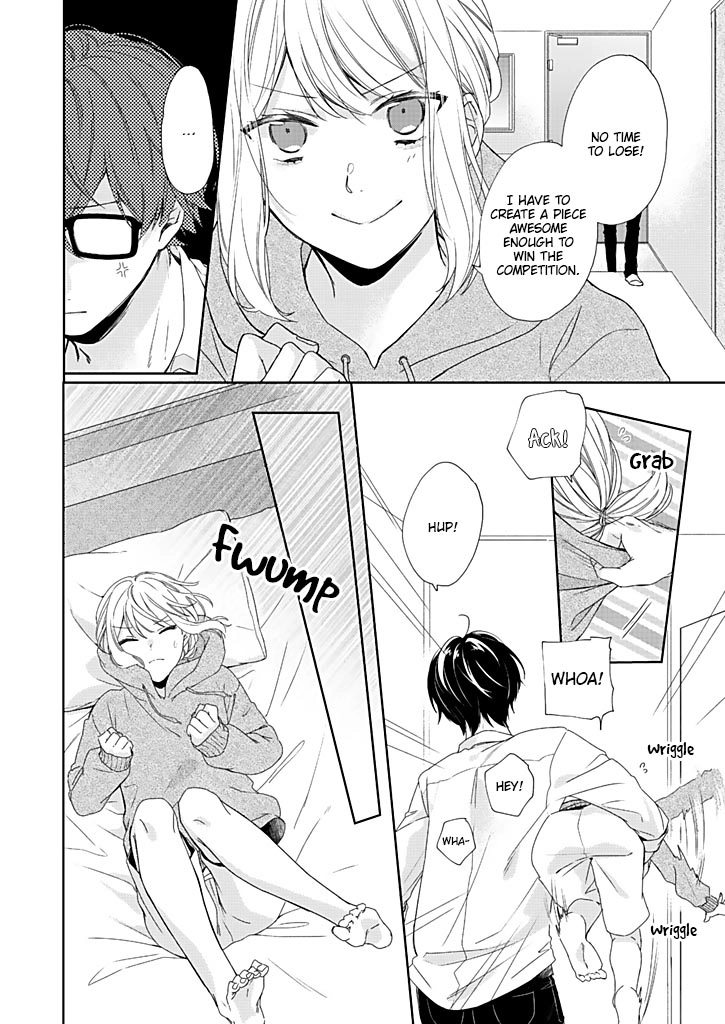 NO TIME
TO LOSE!
I HAVE TO
CREATE A PIECE
AWESOME
ENOUGH TO
WIN THE
COMPETITION.
...
Grab
Ack!
HUP!
WHOA!
Wriggle
HEY!
WHA-
Wriggle
FWUMP